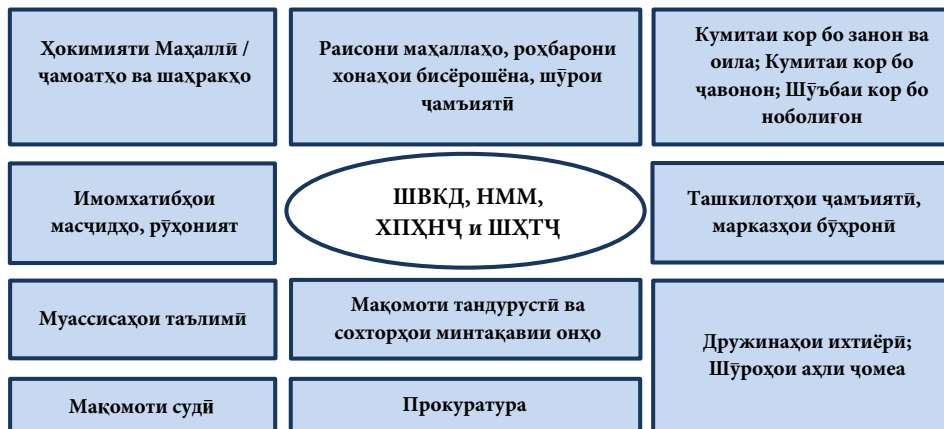 Ҳокимияти Маҳаллӣ /
ҷамоатҳо ва шаҳракҳо
Раисони маҳаллаҳо, роҳбарони
хонаҳои бисёрошёна, шӯрои
ҷамъиятӣ
Кумитаи кор бо занон ва
оила; Кумитаи кор бо
ҷавонон; Шӯъбаи кор бо
ноболиғон
Имомхатибҳои
масҷидҳо, рӯҳоният
ШВКД, НММ,
ХПҲНҶ и ШҲТҶ
Ташкилотҳои ҷамъиятӣ,
марказҳои бӯҳронӣ
Муассисаҳои таълимӣ
Мақомоти тандурустӣ ва
сохторҳои минтақавии онҳо
Дружинаҳои ихтиёрӣ;
Шӯроҳои аҳли ҷомеа
Мақомоти судӣ
Прокуратура